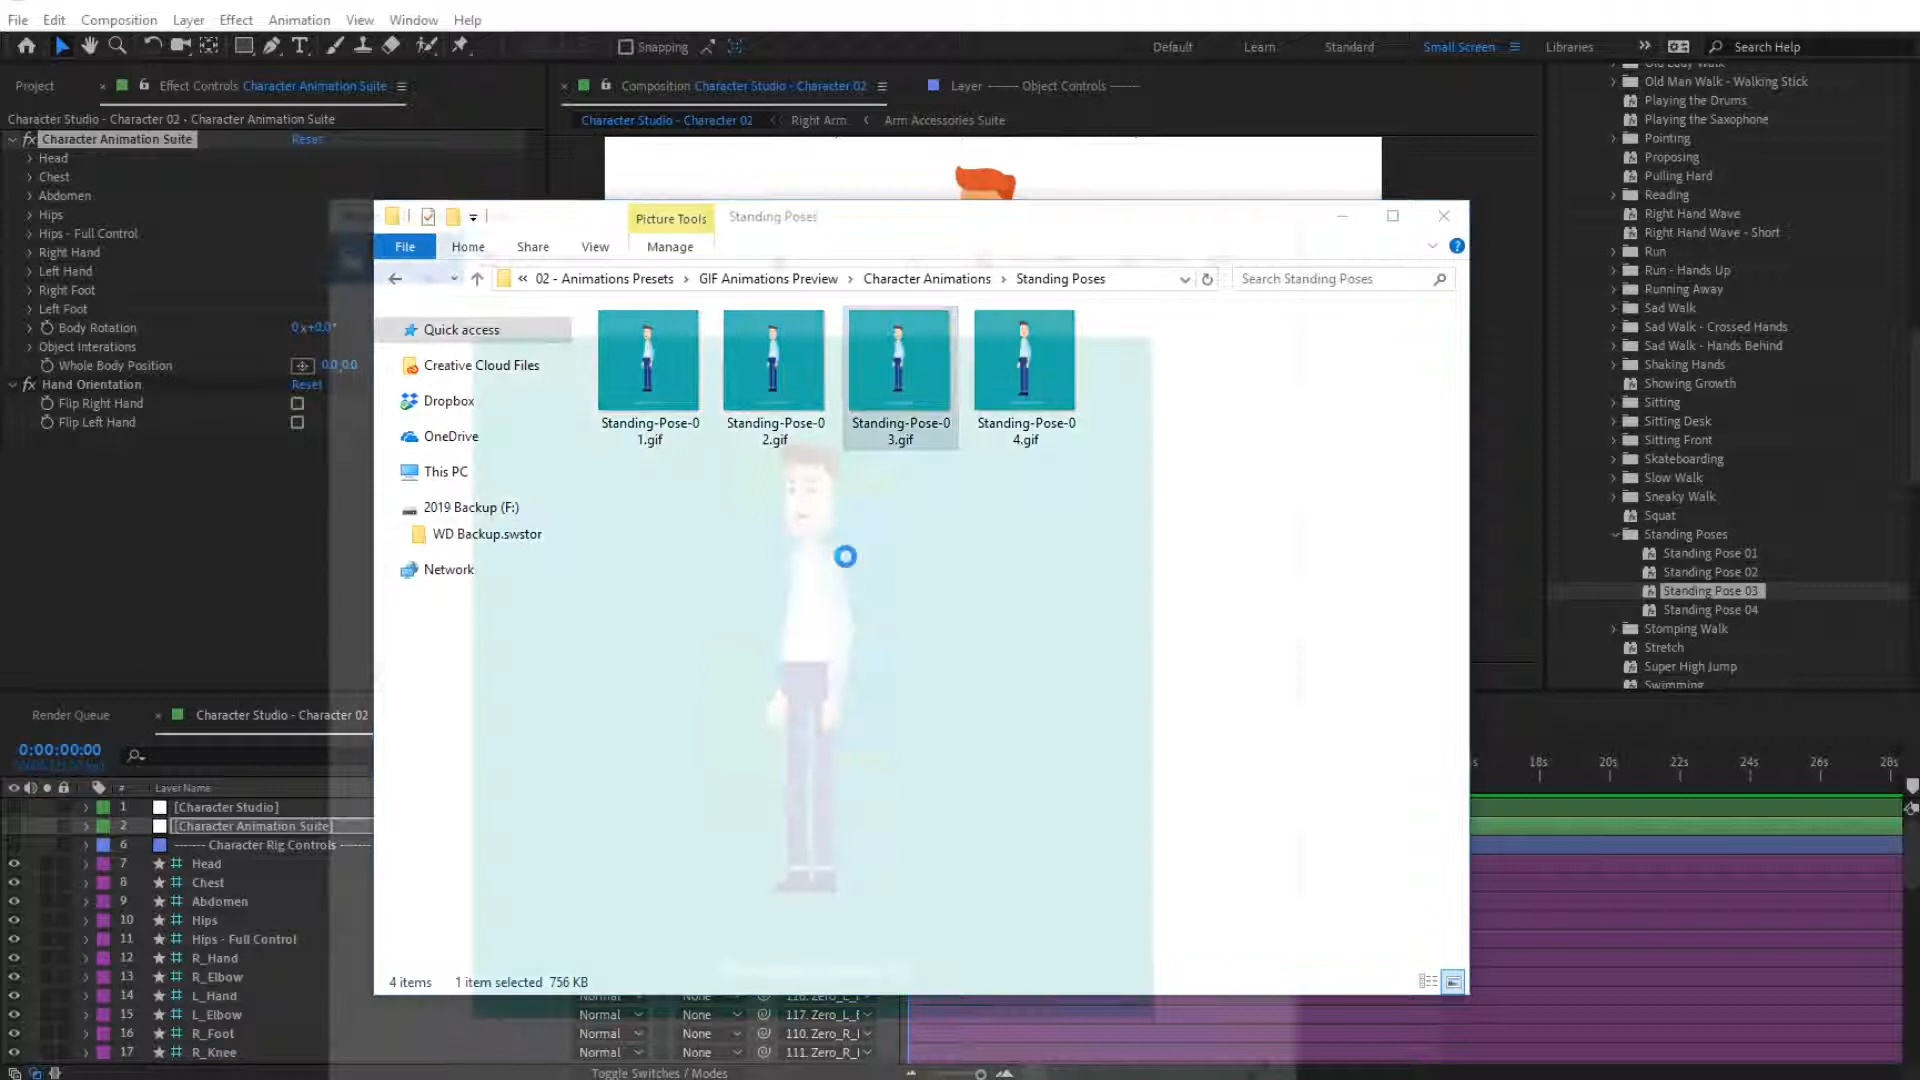 File Edit Composition Layer Effect Animation View Window Help
Snapping
Default Learn Standard Small Screen Libraries Search Help
Project Effect Controls Character Animation Suite
Composition Character Studio - Character 02
Layer ------ Object Controls ------
Character Studio - Character 02 - Character Animation Suite
Character Studio - Character 02 Right Arm Arm Accessories Suite
fx Character Animation Suite Reset
Head
Chest
Abdomen
Hips
Hips - Full Control
Right Hand
Left Hand
Right Foot
Left Foot
Body Rotation 0x+0.0°
Object Interations
Whole Body Position 0.0,0.0
fx Hand Orientation Reset
Flip Right Hand
Flip Left Hand
Picture Tools Standing Poses
File Home Share View Manage
« 02 - Animations Presets › GIF Animations Preview › Character Animations › Standing Poses
Search Standing Poses
Quick access
Creative Cloud Files
Dropbox
OneDrive
This PC
2019 Backup (F:)
WD Backup.swstor
Network
Standing-Pose-01.gif
Standing-Pose-02.gif
Standing-Pose-03.gif
Standing-Pose-04.gif
4 items 1 item selected 756 KB
Old Lady Walk
Old Man Walk - Walking Stick
Playing the Drums
Playing the Saxophone
Pointing
Proposing
Pulling Hard
Reading
Right Hand Wave
Right Hand Wave - Short
Run
Run - Hands Up
Running Away
Sad Walk
Sad Walk - Crossed Hands
Sad Walk - Hands Behind
Shaking Hands
Showing Growth
Sitting
Sitting Desk
Sitting Front
Skateboarding
Slow Walk
Sneaky Walk
Squat
Standing Poses
Standing Pose 01
Standing Pose 02
Standing Pose 03
Standing Pose 04
Stomping Walk
Stretch
Super High Jump
Swimming
Render Queue Character Studio - Character 02
0:00:00:00
# Layer Name
18s 20s 22s 24s 26s 28s
1 [Character Studio]
2 [Character Animation Suite]
6 ------- Character Rig Controls -------
7 Head
8 Chest
9 Abdomen
10 Hips
11 Hips - Full Control
12 R_Hand
13 R_Elbow
14 L_Hand
15 L_Elbow Normal None 117. Zero_L_E
16 R_Foot Normal None 110. Zero_R_I
17 R_Knee Normal None 111. Zero_R_I
Toggle Switches / Modes